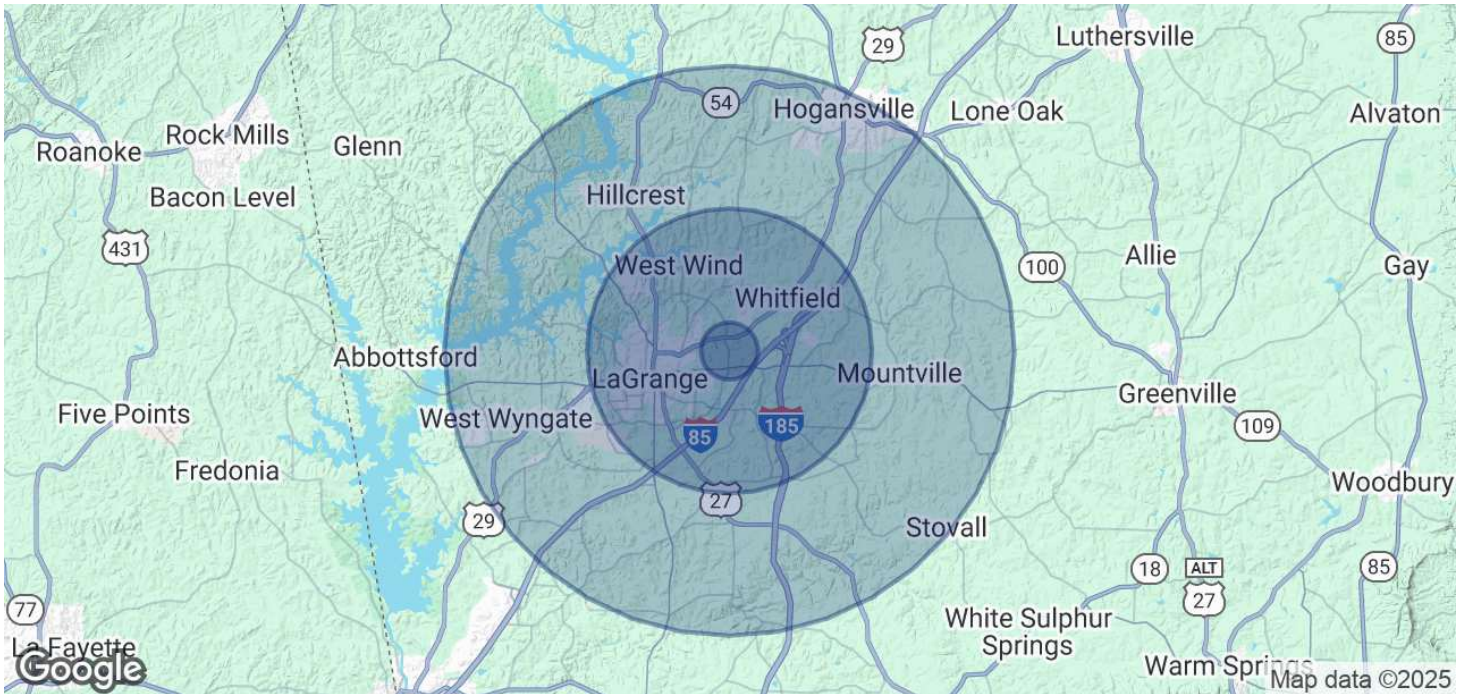 Luthersville
29
85
54
Hogansville
Lone Oak
Alvaton
Rock Mills
Glenn
Roanoke
Bacon Level
Hillcrest
431
West Wind
Allie
100
Gay
Whitfield
Abbottsford
LaGrange
Mountville
Greenville
Five Points
West Wyngate
85
185
109
Fredonia
Woodbury
27
29
Stovall
18
ALT
27
85
77
White Sulphur
Springs
La Fayette
Google
Warm Springs
Map data ©2025